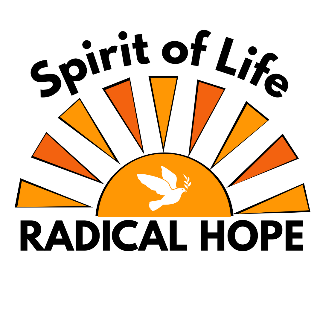 Spirit of Life
RADICAL HOPE